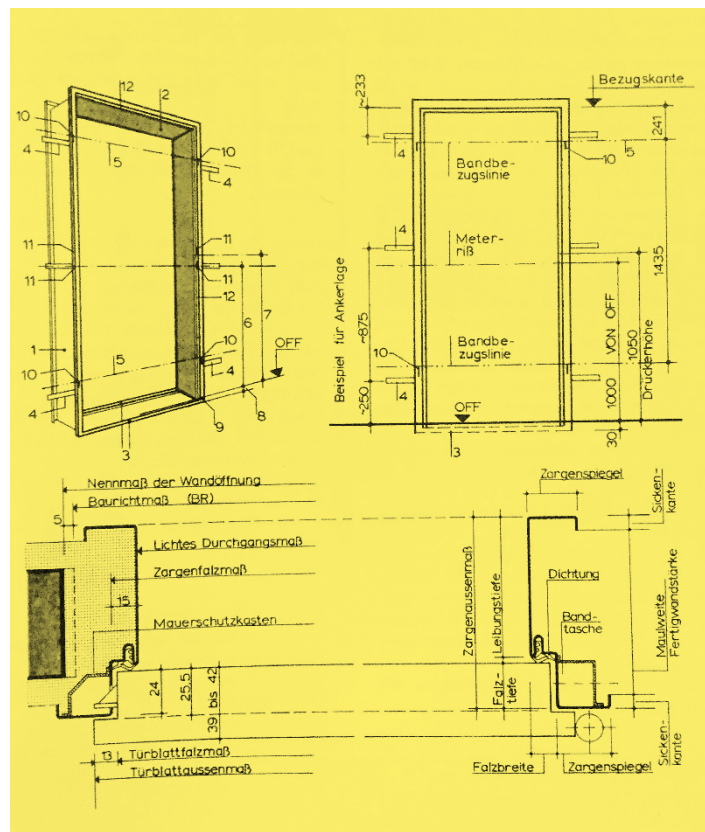 12
2
10
4
5
10
4
11
11
11
11
12
7
6
1
5
10
4
OFF
10
4
9
8
3
~233
Bezugskante
241
4
5
10
Bandbe-
zugslinie
4
Meter-
riß
1435
Beispiel für Ankerlage
~875
~250
10
Bandbe-
zugslinie
1000 VON OFF
1050
Drückerhöhe
4
OFF
3
30
Nennmaß der Wandöffnung
Baurichtmaß (BR)
5
Lichtes Durchgangsmaß
Zargenfalzmaß
15
Mauerschutzkasten
24
25,5
39 bis 42
13
Türblattfalzmaß
Türblattaussenmaß
Zargenspiegel
Sicken-
kante
Zargenaussenmaß
Leibungstiefe
Dichtung
Band-
tasche
Maulweite
Fertigwandstärke
Falz-
tiefe
Falzbreite
Zargenspiegel
Sicken-
kante